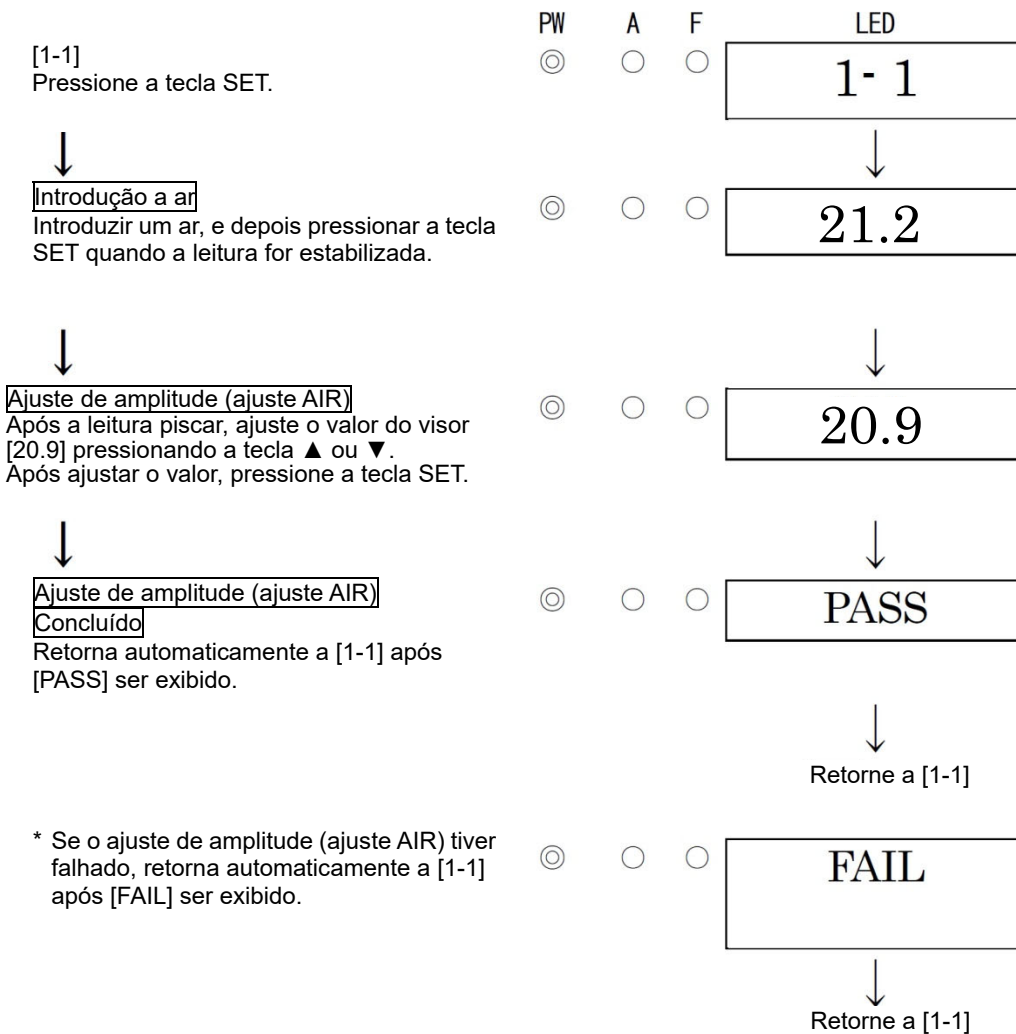 PW A F LED
[1-1]
Pressione a tecla SET.
1- 1
Introdução a ar
Introduzir um ar, e depois pressionar a tecla
SET quando a leitura for estabilizada.
21.2
Ajuste de amplitude (ajuste AIR)
Após a leitura piscar, ajuste o valor do visor
[20.9] pressionando a tecla ▲ ou ▼.
Após ajustar o valor, pressione a tecla SET.
20.9
Ajuste de amplitude (ajuste AIR)
Concluído
Retorna automaticamente a [1-1] após
[PASS] ser exibido.
PASS
Retorne a [1-1]
* Se o ajuste de amplitude (ajuste AIR) tiver
falhado, retorna automaticamente a [1-1]
após [FAIL] ser exibido.
FAIL
Retorne a [1-1]